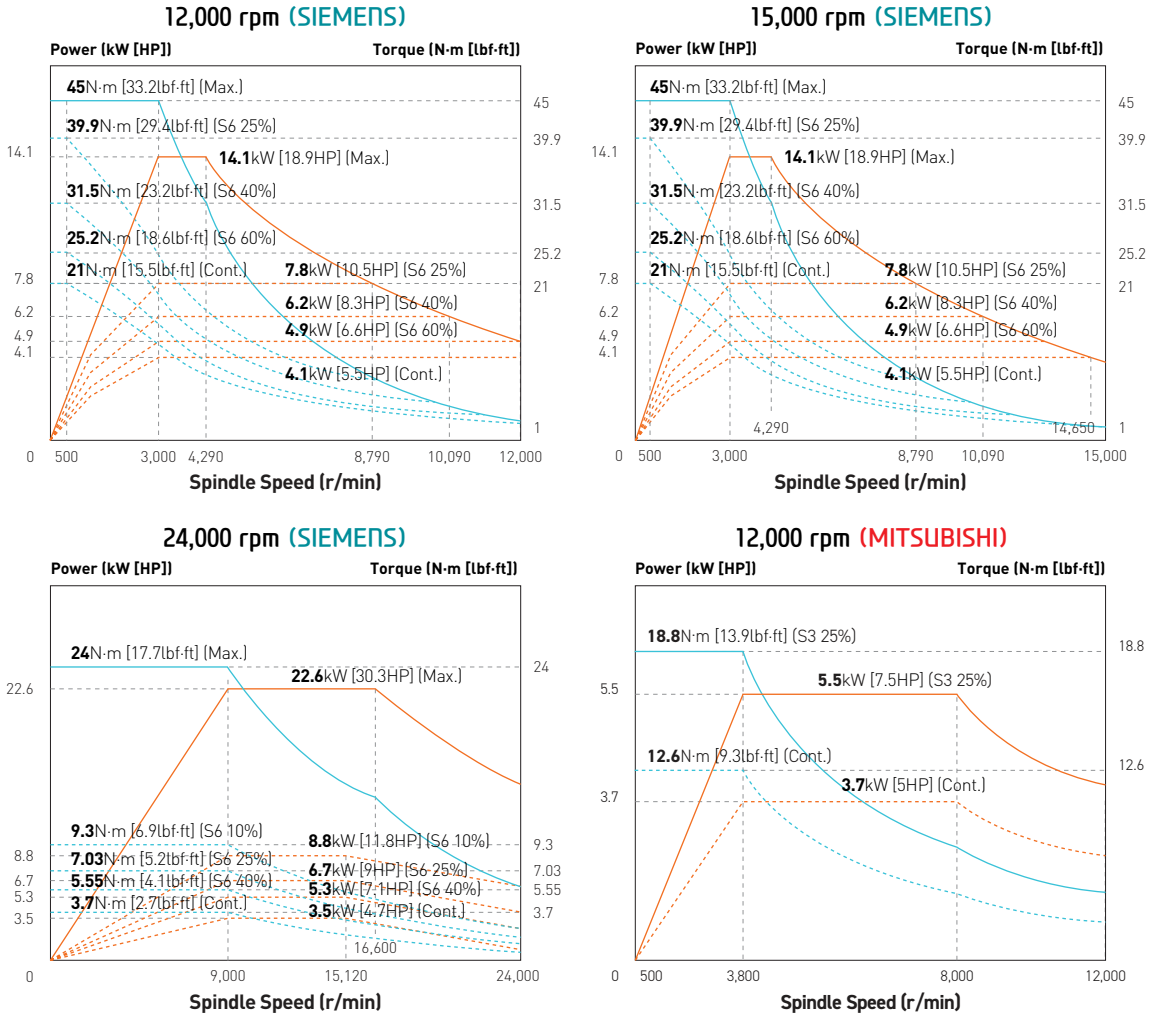 12,000 rpm (SIEMENS)
Power (kW [HP])
Torque (N·m [lbf·ft])
45N·m [33.2lbf·ft] (Max.)
45
39.9N·m [29.4lbf·ft] (S6 25%)
39.9
14.1
14.1kW [18.9HP] (Max.)
31.5N·m [23.2lbf·ft] (S6 40%)
31.5
25.2N·m [18.6lbf·ft] (S6 60%)
25.2
7.8
21N·m [15.5lbf·ft] (Cont.)
7.8kW [10.5HP] (S6 25%)
21
6.2
6.2kW [8.3HP] (S6 40%)
4.9
4.9kW [6.6HP] (S6 60%)
4.1
4.1kW [5.5HP] (Cont.)
1
0
500
3,000
4,290
8,790
10,090
12,000
Spindle Speed (r/min)
15,000 rpm (SIEMENS)
Power (kW [HP])
Torque (N·m [lbf·ft])
45N·m [33.2lbf·ft] (Max.)
45
39.9N·m [29.4lbf·ft] (S6 25%)
39.9
14.1
14.1kW [18.9HP] (Max.)
31.5N·m [23.2lbf·ft] (S6 40%)
31.5
25.2N·m [18.6lbf·ft] (S6 60%)
25.2
7.8
21N·m [15.5lbf·ft] (Cont.)
7.8kW [10.5HP] (S6 25%)
21
6.2
6.2kW [8.3HP] (S6 40%)
4.9
4.9kW [6.6HP] (S6 60%)
4.1
4.1kW [5.5HP] (Cont.)
4,290
14,650
1
0
500
3,000
8,790
10,090
15,000
Spindle Speed (r/min)
24,000 rpm (SIEMENS)
Power (kW [HP])
Torque (N·m [lbf·ft])
24N·m [17.7lbf·ft] (Max.)
24
22.6
22.6kW [30.3HP] (Max.)
9.3N·m [6.9lbf·ft] (S6 10%)
8.8kW [11.8HP] (S6 10%)
9.3
8.8
7.03N·m [5.2lbf·ft] (S6 25%)
6.7kW [9HP] (S6 25%)
7.03
6.7
5.55N·m [4.1lbf·ft] (S6 40%)
5.3kW [7.1HP] (S6 40%)
5.55
5.3
3.7N·m [2.7lbf·ft] (Cont.)
3.5kW [4.7HP] (Cont.)
3.7
3.5
16,600
0
9,000
15,120
24,000
Spindle Speed (r/min)
12,000 rpm (MITSUBISHI)
Power (kW [HP])
Torque (N·m [lbf·ft])
18.8N·m [13.9lbf·ft] (S3 25%)
18.8
5.5
5.5kW [7.5HP] (S3 25%)
12.6N·m [9.3lbf·ft] (Cont.)
12.6
3.7
3.7kW [5HP] (Cont.)
0
500
3,800
8,000
12,000
Spindle Speed (r/min)